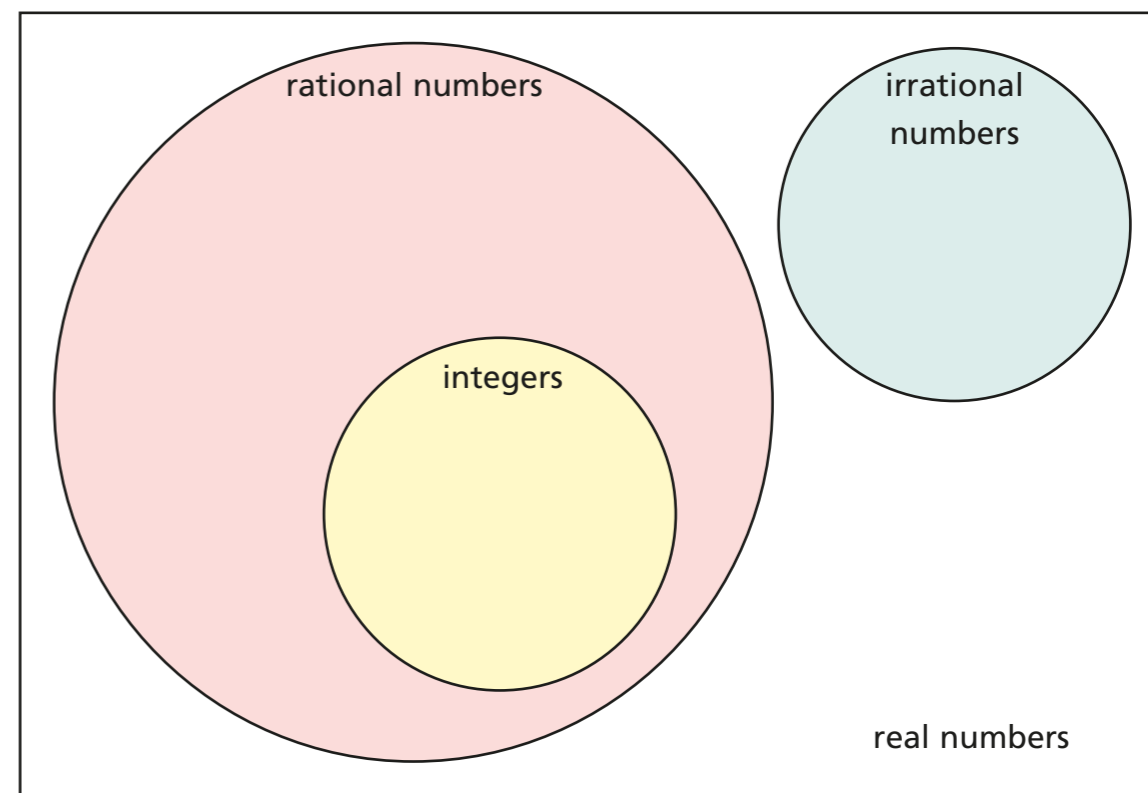 rational numbers
irrational
numbers
integers
real numbers